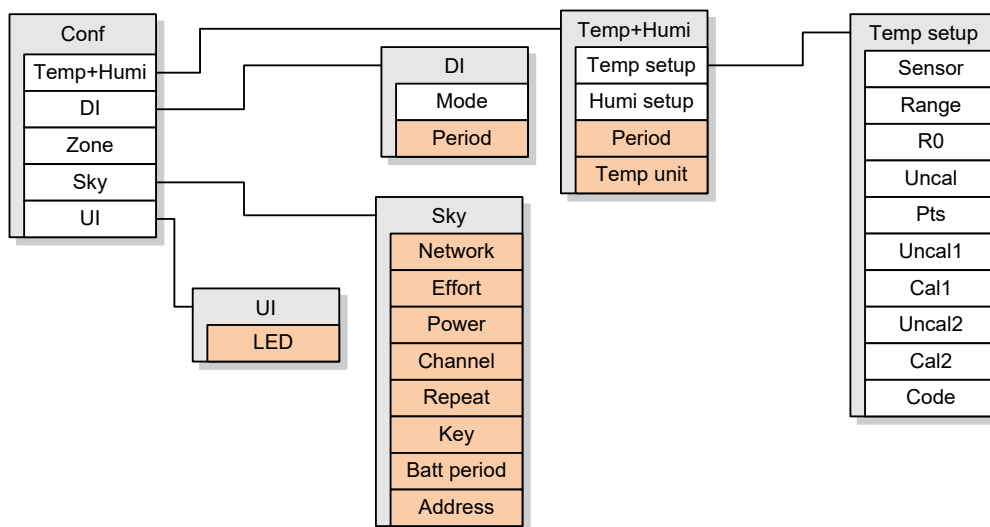 Conf
Temp+Humi
DI
Zone
Sky
UI
DI
Mode
Period
Temp+Humi
Temp setup
Humi setup
Period
Temp unit
Temp setup
Sensor
Range
R0
Uncal
Pts
Uncal1
Cal1
Uncal2
Cal2
Code
Sky
Network
Effort
Power
Channel
Repeat
Key
Batt period
Address
UI
LED